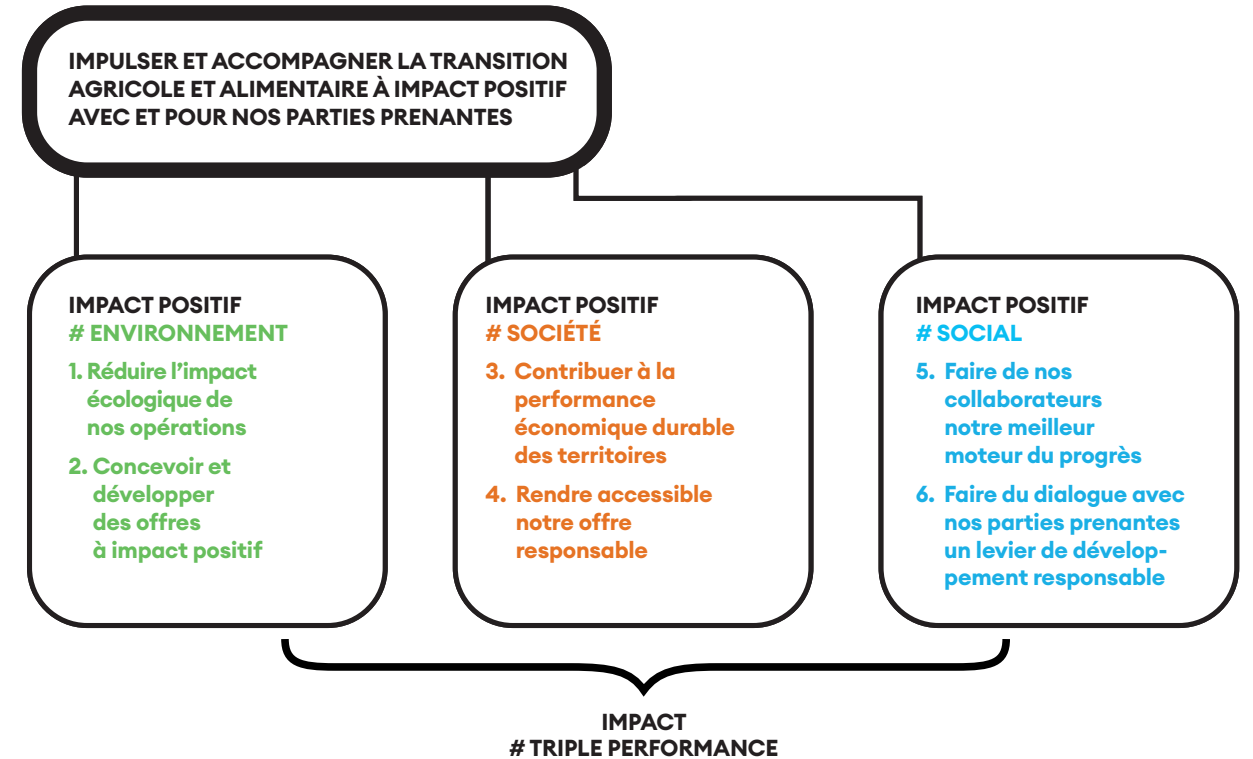 IMPULSER ET ACCOMPAGNER LA TRANSITION
AGRICOLE ET ALIMENTAIRE À IMPACT POSITIF
AVEC ET POUR NOS PARTIES PRENANTES
IMPACT POSITIF
# ENVIRONNEMENT
1. Réduire l’impact
écologique de
nos opérations
2. Concevoir et
développer
des offres
à impact positif
IMPACT POSITIF
# SOCIÉTÉ
3. Contribuer à la
performance
économique durable
des territoires
4. Rendre accessible
notre offre
responsable
IMPACT POSITIF
# SOCIAL
5. Faire de nos
collaborateurs
notre meilleur
moteur du progrès
6. Faire du dialogue avec
nos parties prenantes
un levier de dévelop-
pement responsable
IMPACT
# TRIPLE PERFORMANCE